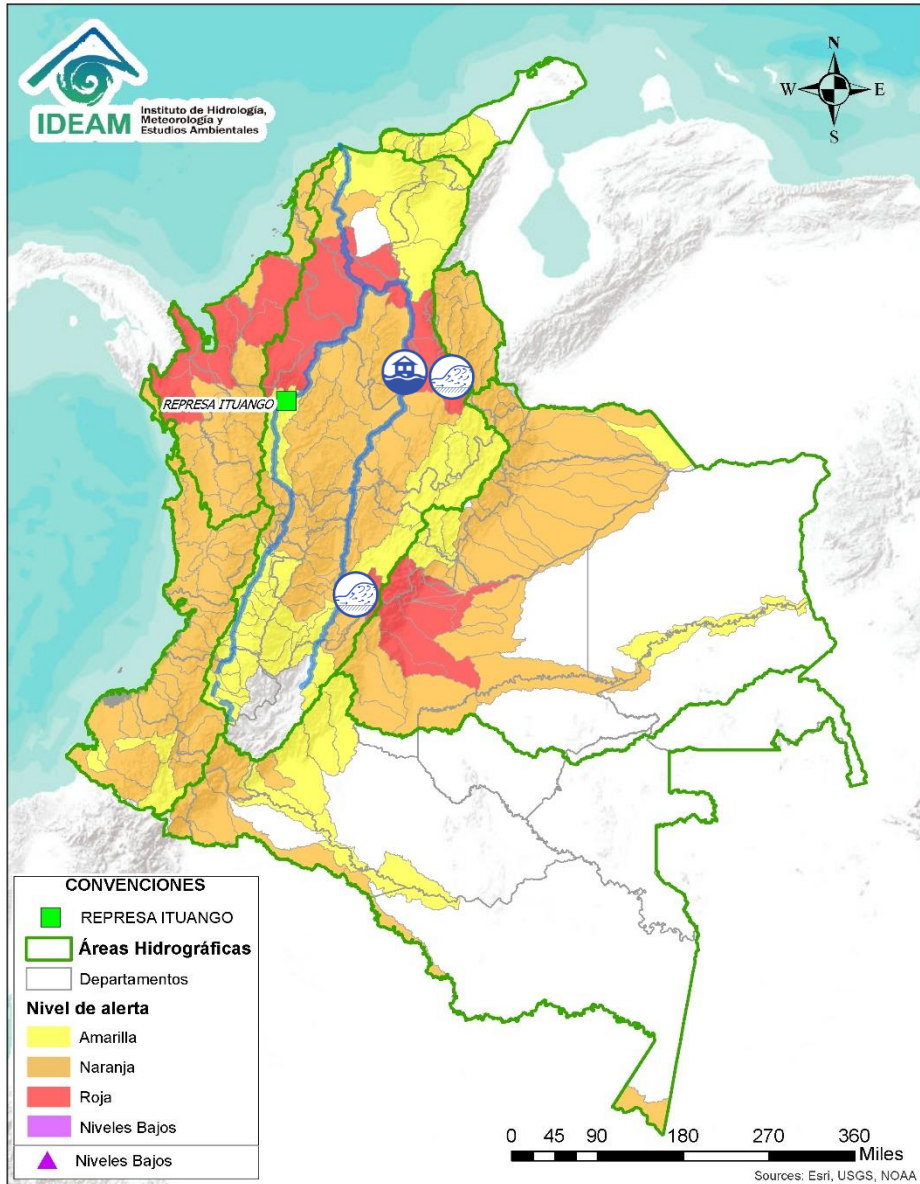 IDEAM
Instituto de Hidrología,
Meteorología y
Estudios Ambientales
N
W E
S
REPRESA ITUANGO
CONVENCIONES
REPRESA ITUANGO
Áreas Hidrográficas
Departamentos
Nivel de alerta
Amarilla
Naranja
Roja
Niveles Bajos
Niveles Bajos
0 45 90 180 270 360
Miles
Sources: Esri, USGS, NOAA